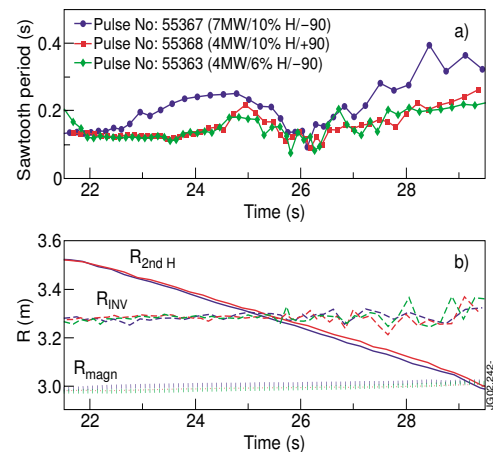 Pulse No: 55367 (7MW/10% H/−90) a)
Pulse No: 55368 (4MW/10% H/+90)
Pulse No: 55363 (4MW/6% H/−90)
Sawtooth period (s)
0.4
0.2
0
22 24 26 28
Time (s)
3.6 b)
R2nd H
RINV
R (m)
3.4
3.2
Rmagn
3.0
22 24 26 28
Time (s)
JG02.242-